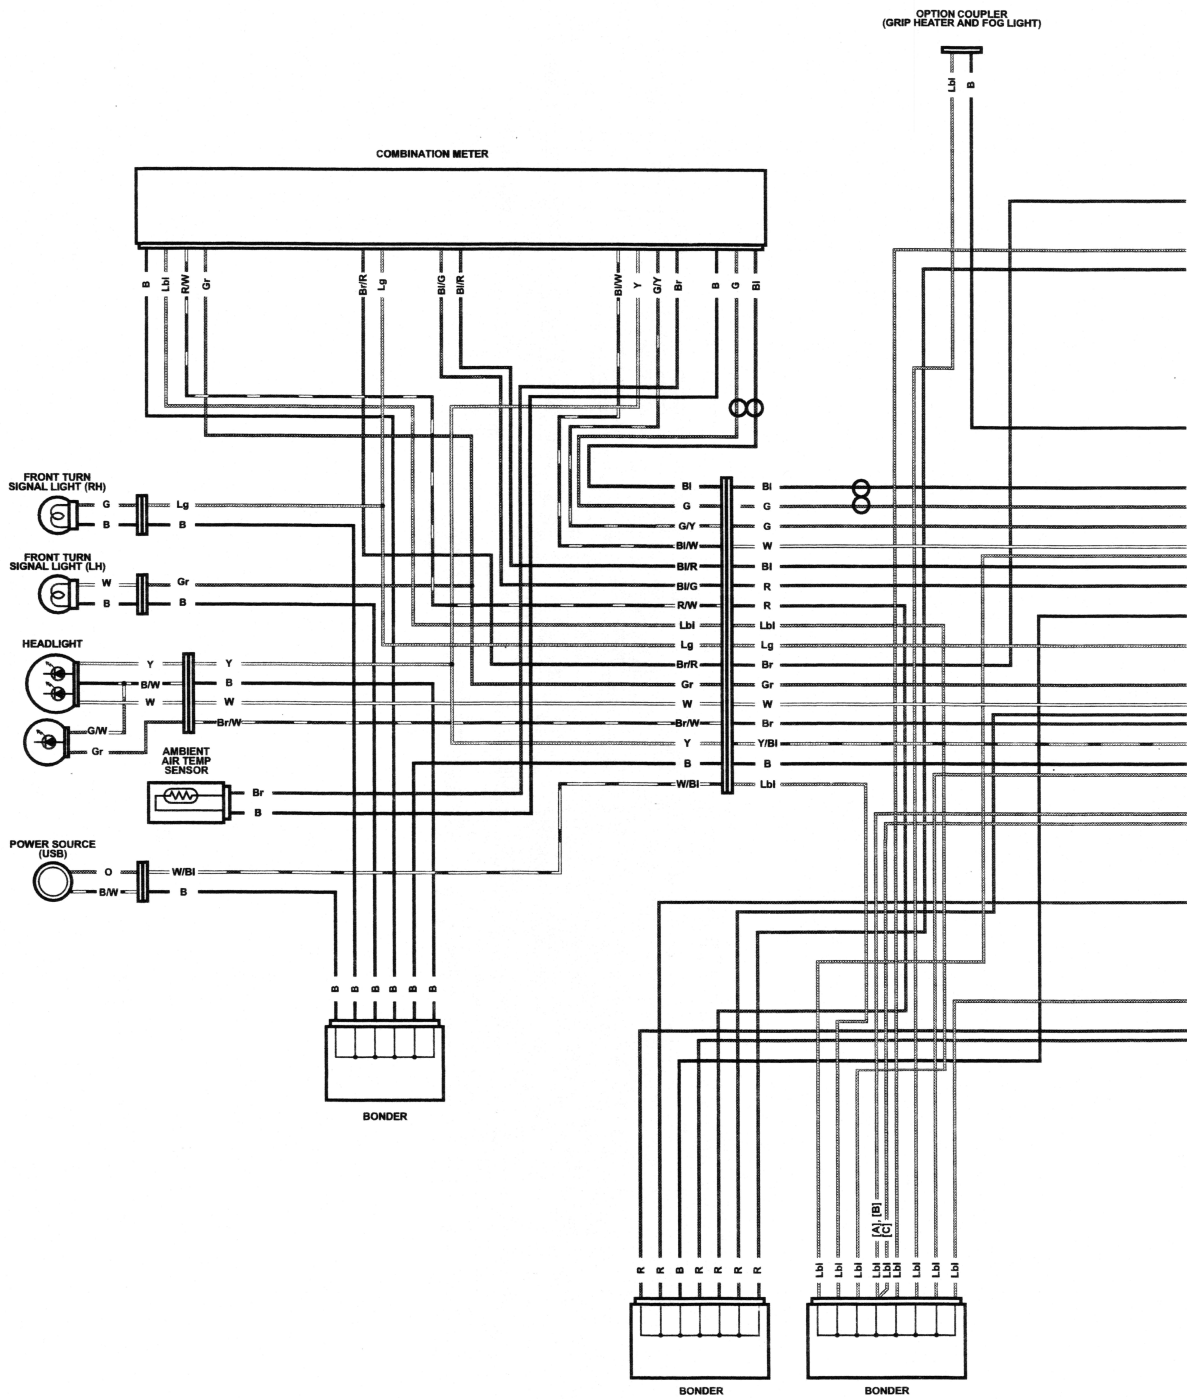 OPTION COUPLER
(GRIP HEATER AND FOG LIGHT)
Lbl B
COMBINATION METER
B Lbl R/W Gr Br/R Lg Bl/G Bl/R Bl/W Y G/Y Br B G Bl
FRONT TURN
SIGNAL LIGHT (RH)
G Lg
B B
FRONT TURN
SIGNAL LIGHT (LH)
W Gr
B B
HEADLIGHT
Y Y
B/W B
W W
G/W Br/W
Gr
AMBIENT
AIR TEMP
SENSOR
Br
B
POWER SOURCE
(USB)
O W/Bl
B/W B
Bl Bl
G G
G/Y G
Bl/W W
Bl/R Bl
Bl/G R
R/W R
Lbl Lbl
Lg Lg
Br/R Br
Gr Gr
W W
Br/W Br
Y Y/Bl
B B
W/Bl Lbl
B B B B B B
BONDER
[A], [B]
[C]
R R B R R R R
BONDER
Lbl Lbl Lbl Lbl Lbl Lbl Lbl Lbl Lbl
BONDER